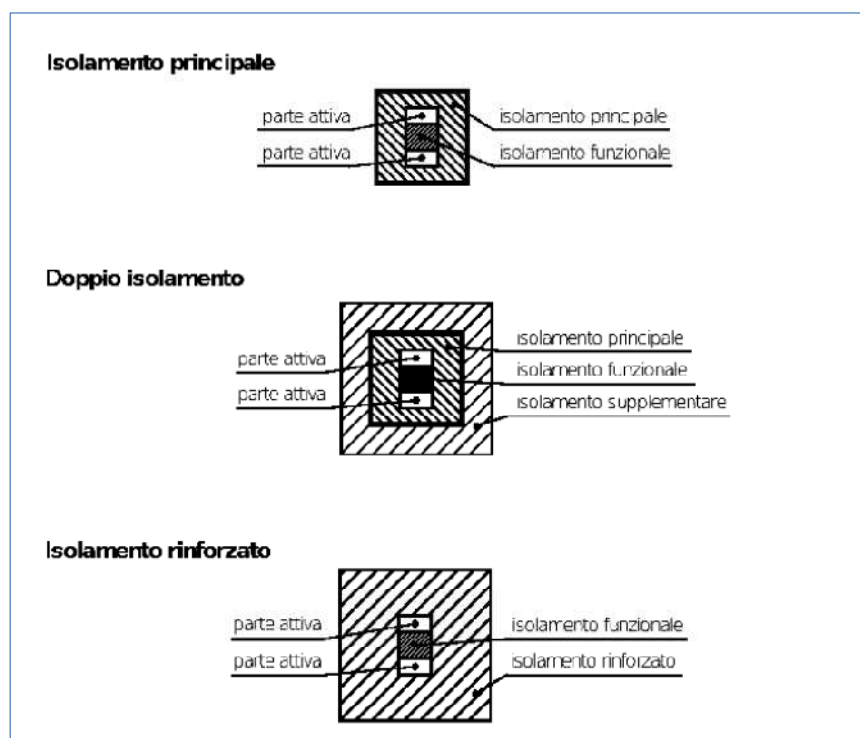 Isolamento principale
parte attiva
isolamento principale
parte attiva
isolamento funzionale
Doppio isolamento
isolamento principale
parte attiva
isolamento funzionale
parte attiva
isolamento supplementare
Isolamento rinforzato
parte attiva
isolamento funzionale
parte attiva
isolamento rinforzato